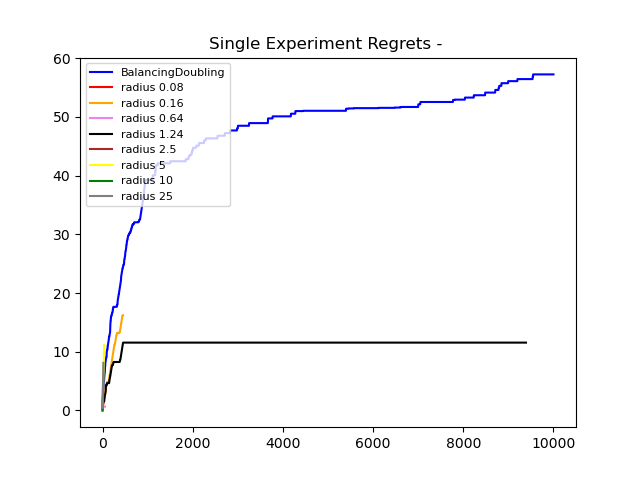 Single Experiment Regrets -
60
50
40
30
20
10
0
BalancingDoubling
radius 0.08
radius 0.16
radius 0.64
radius 1.24
radius 2.5
radius 5
radius 10
radius 25
0 2000 4000 6000 8000 10000